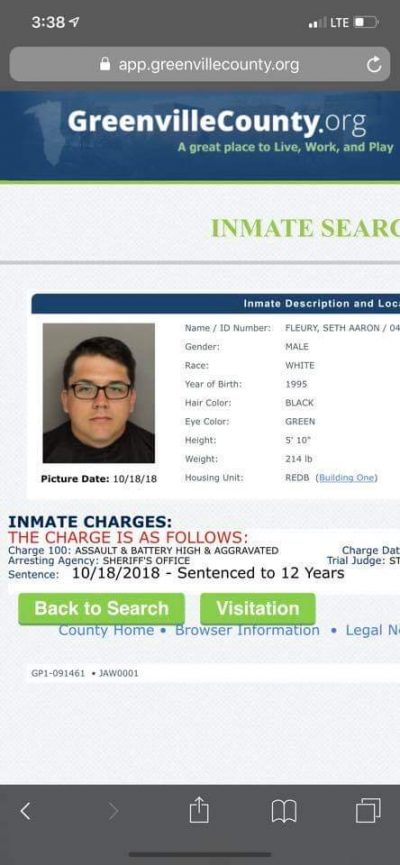 3:38
LTE
app.greenvillecounty.org
GreenvilleCounty.org
A great place to Live, Work, and Play
INMATE SEARC
Inmate Description and Loca
Name / ID Number: FLEURY, SETH AARON / 04
Gender: MALE
Race: WHITE
Year of Birth: 1995
Hair Color: BLACK
Eye Color: GREEN
Height: 5' 10"
Weight: 214 lb
Housing Unit: REDB (Building One)
Picture Date: 10/18/18
INMATE CHARGES:
THE CHARGE IS AS FOLLOWS:
Charge 100: ASSAULT & BATTERY HIGH & AGGRAVATED Charge Dat
Arresting Agency: SHERIFF'S OFFICE Trial Judge: ST
Sentence: 10/18/2018 - Sentenced to 12 Years
Back to Search Visitation
County Home • Browser Information • Legal N
GP1-091461 • JAW0001